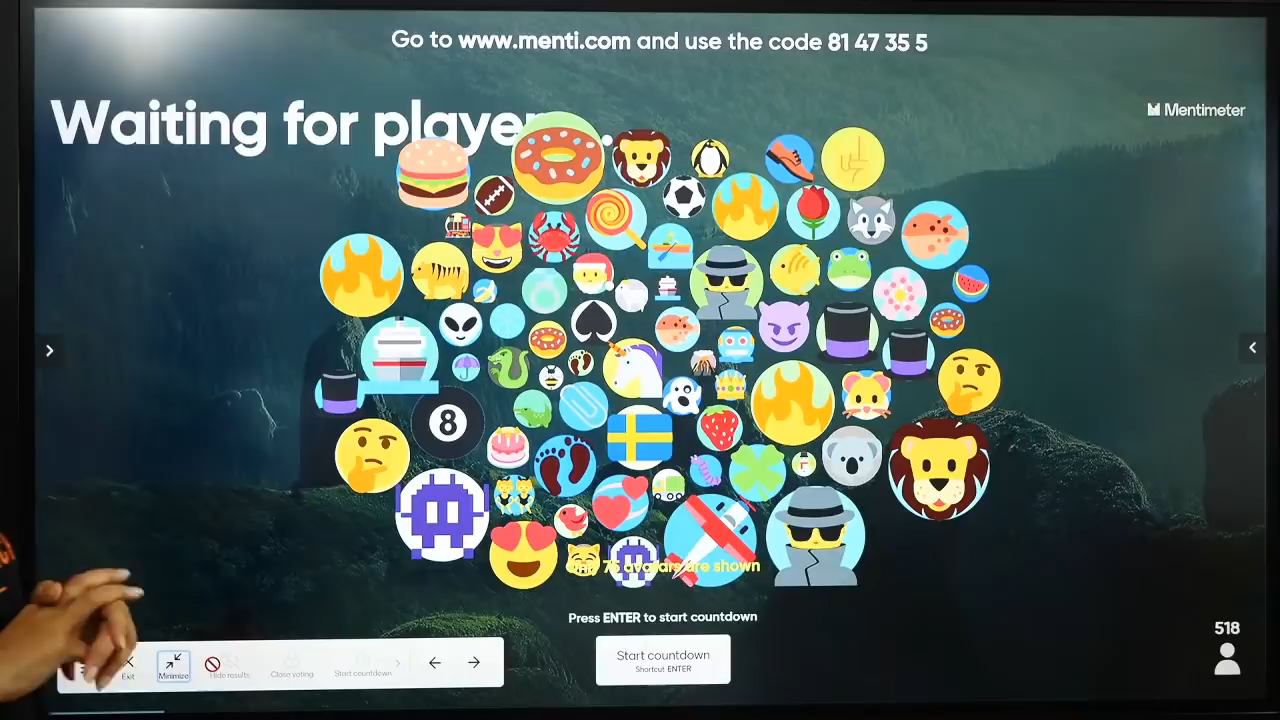 Go to www.menti.com and use the code 81 47 35 5
Waiting for player
Mentimeter
8
75 avatars are shown
Press ENTER to start countdown
Start countdown
Shortcut ENTER
Exit
Minimize
Hide results
Close voting
Start countdown
518